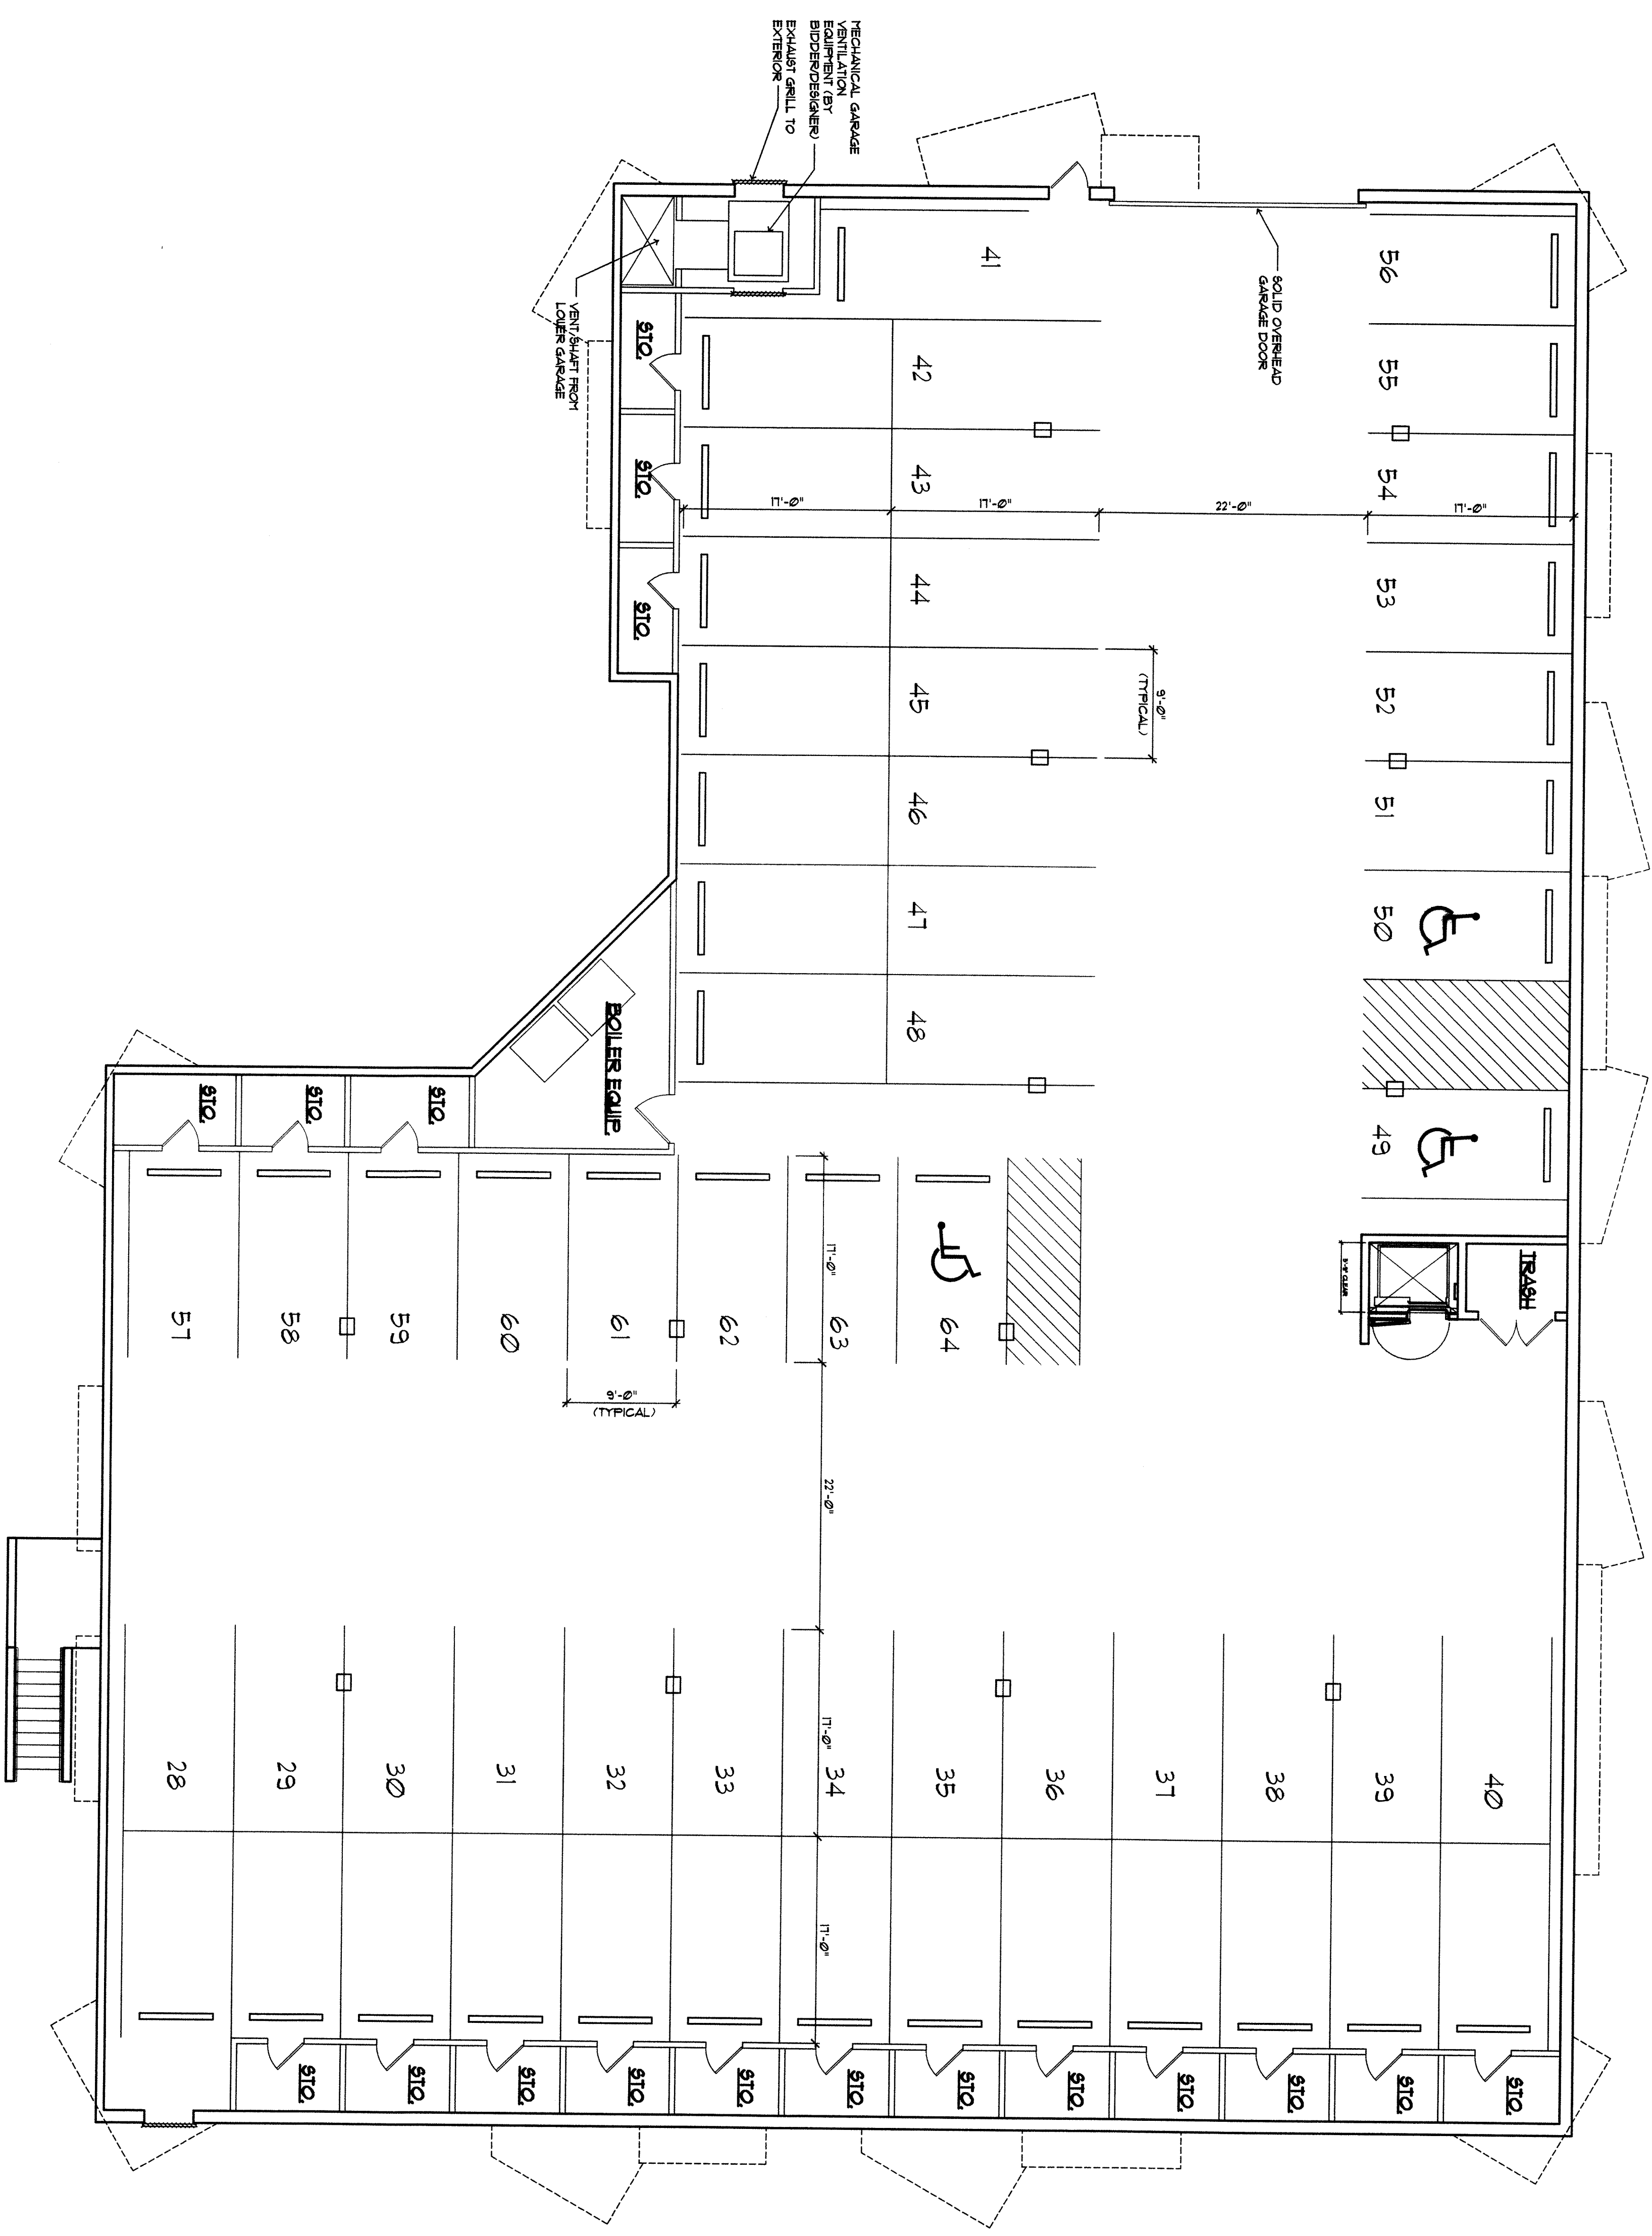 MECHANICAL GARAGE
VENTILATION
EQUIPMENT (BY
BIDDER/DESIGNER)
EXHAUST GRILL TO
EXTERIOR
VENT/SHAFT FROM
LOWER GARAGE
SOLID OVERHEAD
GARAGE DOOR
41
56
STO.
42
55
STO.
43
54
17'-0"
17'-0"
22'-0"
17'-0"
STO.
44
53
45
9'-0"
(TYPICAL)
52
46
51
47
50
BOILER EQUIP.
48
STO.
STO.
STO.
49
TRASH
17'-0"
57
58
59
60
61
62
63
64
9'-0"
(TYPICAL)
22'-0"
17'-0"
28
29
30
31
32
33
34
35
36
37
38
39
40
17'-0"
STO.
STO.
STO.
STO.
STO.
STO.
STO.
STO.
STO.
STO.
STO.
STO.